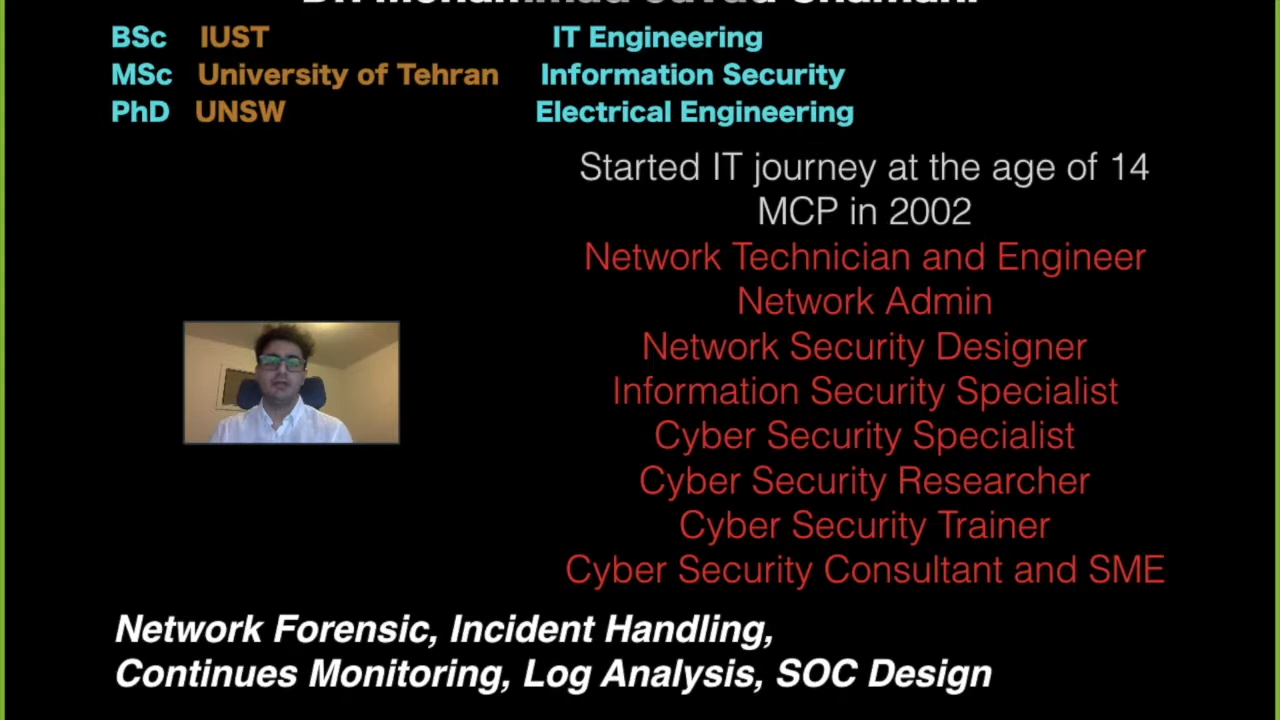 BSc IUST IT Engineering
MSc University of Tehran Information Security
PhD UNSW Electrical Engineering
Started IT journey at the age of 14
MCP in 2002
Network Technician and Engineer
Network Admin
Network Security Designer
Information Security Specialist
Cyber Security Specialist
Cyber Security Researcher
Cyber Security Trainer
Cyber Security Consultant and SME
Network Forensic, Incident Handling,
Continues Monitoring, Log Analysis, SOC Design